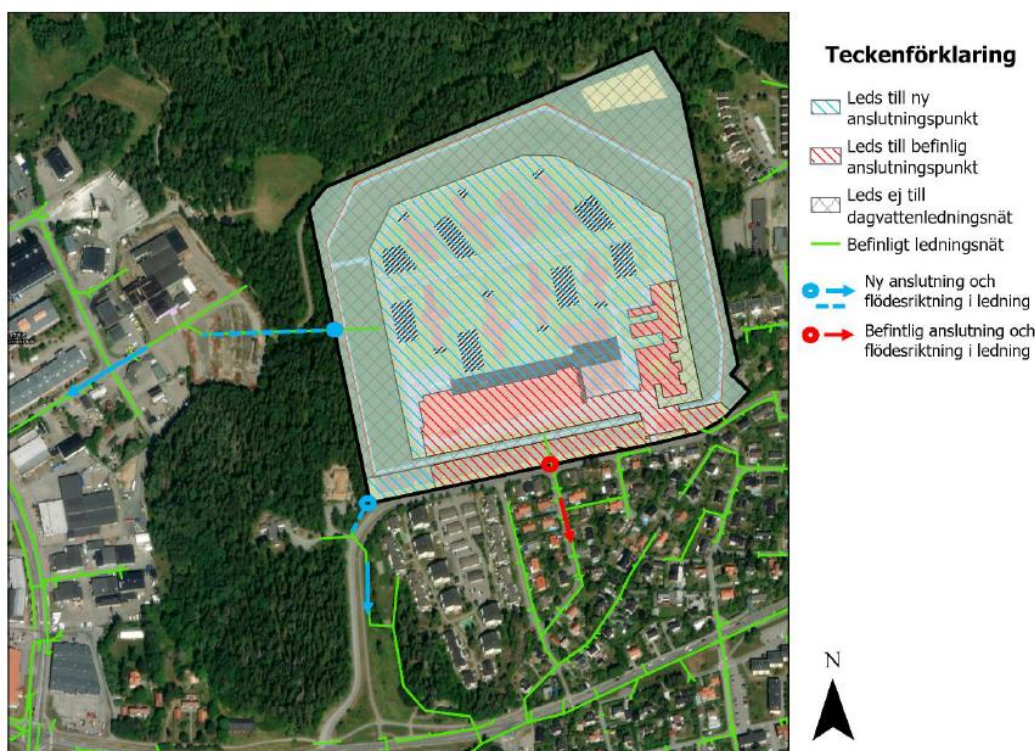 Teckenförklaring
Leds till ny
anslutningspunkt
Leds till befinlig
anslutningspunkt
Leds ej till
dagvattenledningsnät
Befinligt ledningsnät
Ny anslutning och
flödesriktning i ledning
Befintlig anslutning och
flödesriktning i ledning
N